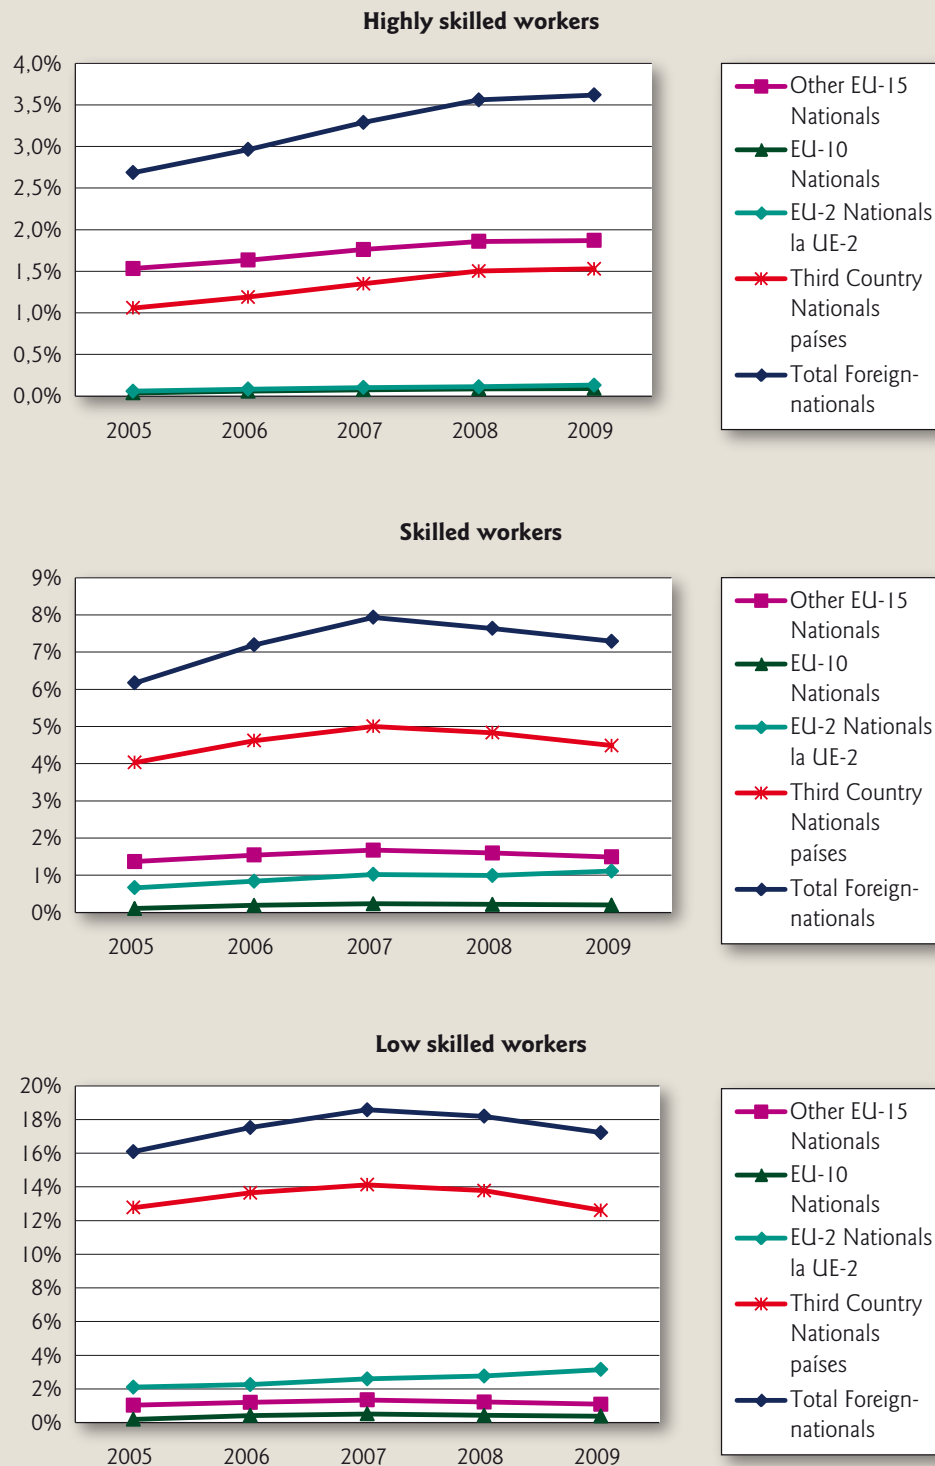 Highly skilled workers
4,0%
3,5%
3,0%
2,5%
2,0%
1,5%
1,0%
0,5%
0,0%
2005 2006 2007 2008 2009
Other EU-15
Nationals
EU-10
Nationals
EU-2 Nationals
la UE-2
Third Country
Nationals
países
Total Foreign-
nationals
Skilled workers
9%
8%
7%
6%
5%
4%
3%
2%
1%
0%
2005 2006 2007 2008 2009
Other EU-15
Nationals
EU-10
Nationals
EU-2 Nationals
la UE-2
Third Country
Nationals
países
Total Foreign-
nationals
Low skilled workers
20%
18%
16%
14%
12%
10%
8%
6%
4%
2%
0%
2005 2006 2007 2008 2009
Other EU-15
Nationals
EU-10
Nationals
EU-2 Nationals
la UE-2
Third Country
Nationals
países
Total Foreign-
nationals